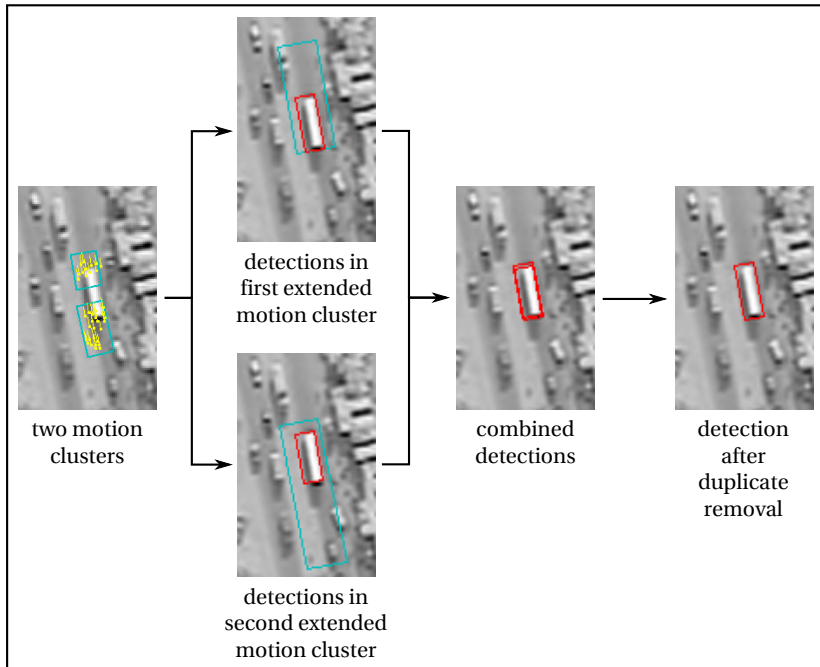 detections in
first extended
motion cluster
two motion
clusters
detections in
second extended
motion cluster
combined
detections
detection
after
duplicate
removal